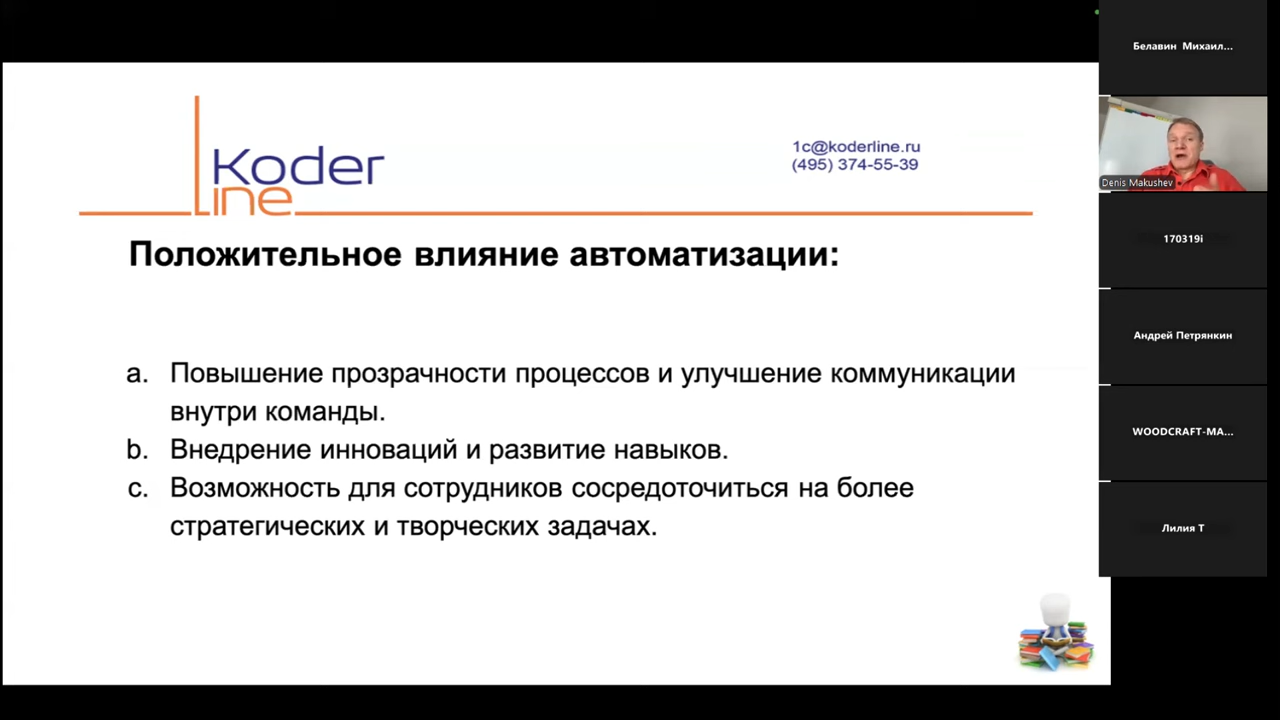 Koder
line
1c@koderline.ru
(495) 374-55-39
Положительное влияние автоматизации:
a. Повышение прозрачности процессов и улучшение коммуникации
внутри команды.
b. Внедрение инноваций и развитие навыков.
c. Возможность для сотрудников сосредоточиться на более
стратегических и творческих задачах.
Белавин Михаил...
Denis Makushev
170319i
Андрей Петрянкин
WOODCRAFT-MA...
Лилия Т